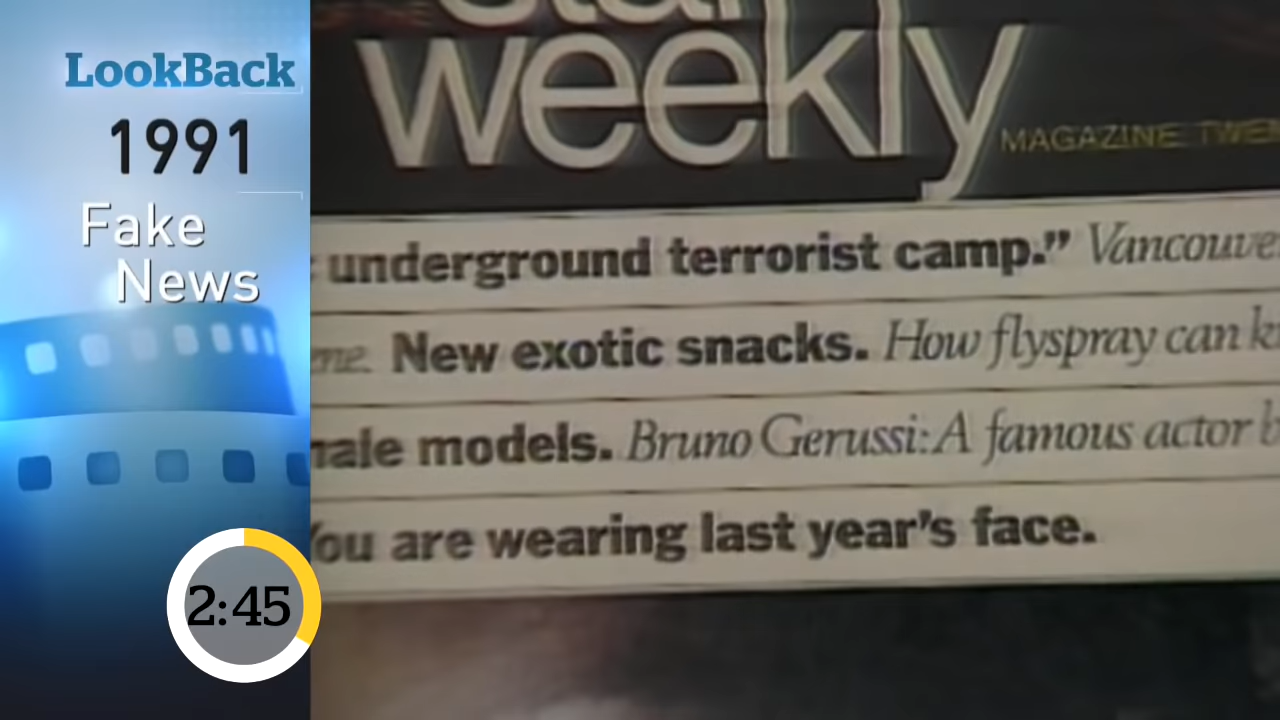 LookBack
1991
Fake
News
2:45
weekly
MAGAZINE
underground terrorist camp.” Vancouve
New exotic snacks. How flyspray can
models. Bruno Gerussi: A famous actor
You are wearing last year's face.